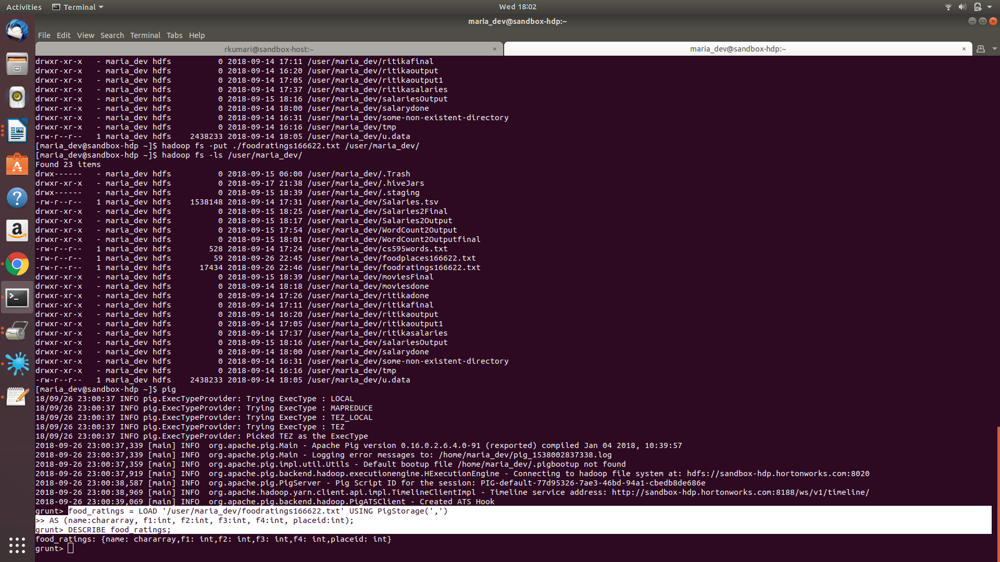 Activities Terminal Wed 18:02
maria_dev@sandbox-hdp:~
File Edit View Search Terminal Tabs Help
rkumari@sandbox-host:~ × maria_dev@sandbox-hdp:~ ×
drwxr-xr-x   - maria_dev hdfs          0 2018-09-14 17:11 /user/maria_dev/ritikafinal
drwxr-xr-x   - maria_dev hdfs          0 2018-09-14 16:20 /user/maria_dev/ritikaoutput
drwxr-xr-x   - maria_dev hdfs          0 2018-09-14 17:05 /user/maria_dev/ritikaoutput1
drwxr-xr-x   - maria_dev hdfs          0 2018-09-14 17:37 /user/maria_dev/ritikasalaries
drwxr-xr-x   - maria_dev hdfs          0 2018-09-15 18:16 /user/maria_dev/salariesOutput
drwxr-xr-x   - maria_dev hdfs          0 2018-09-14 18:00 /user/maria_dev/salarydone
drwxr-xr-x   - maria_dev hdfs          0 2018-09-14 16:31 /user/maria_dev/some-non-existent-directory
drwxr-xr-x   - maria_dev hdfs          0 2018-09-14 16:16 /user/maria_dev/tmp
-rw-r--r--   1 maria_dev hdfs    2438233 2018-09-14 18:05 /user/maria_dev/u.data
[maria_dev@sandbox-hdp ~]$ hadoop fs -put ./foodratings166622.txt /user/maria_dev/
[maria_dev@sandbox-hdp ~]$ hadoop fs -ls /user/maria_dev/
Found 23 items
drwx------   - maria_dev hdfs          0 2018-09-15 06:00 /user/maria_dev/.Trash
drwxr-xr-x   - maria_dev hdfs          0 2018-09-17 21:38 /user/maria_dev/.hiveJars
drwx------   - maria_dev hdfs          0 2018-09-15 18:39 /user/maria_dev/.staging
-rw-r--r--   1 maria_dev hdfs    1538148 2018-09-14 17:31 /user/maria_dev/Salaries.tsv
drwxr-xr-x   - maria_dev hdfs          0 2018-09-15 18:25 /user/maria_dev/Salaries2Final
drwxr-xr-x   - maria_dev hdfs          0 2018-09-15 18:17 /user/maria_dev/Salaries2Output
drwxr-xr-x   - maria_dev hdfs          0 2018-09-15 17:54 /user/maria_dev/WordCount2Output
drwxr-xr-x   - maria_dev hdfs          0 2018-09-15 18:01 /user/maria_dev/WordCount2Outputfinal
-rw-r--r--   1 maria_dev hdfs        528 2018-09-14 17:24 /user/maria_dev/cs595words.txt
-rw-r--r--   1 maria_dev hdfs         59 2018-09-26 22:45 /user/maria_dev/foodplaces166622.txt
-rw-r--r--   1 maria_dev hdfs      17434 2018-09-26 22:46 /user/maria_dev/foodratings166622.txt
drwxr-xr-x   - maria_dev hdfs          0 2018-09-15 18:39 /user/maria_dev/moviesFinal
drwxr-xr-x   - maria_dev hdfs          0 2018-09-14 18:18 /user/maria_dev/moviesdone
drwxr-xr-x   - maria_dev hdfs          0 2018-09-14 17:26 /user/maria_dev/ritikadone
drwxr-xr-x   - maria_dev hdfs          0 2018-09-14 17:11 /user/maria_dev/ritikafinal
drwxr-xr-x   - maria_dev hdfs          0 2018-09-14 16:20 /user/maria_dev/ritikaoutput
drwxr-xr-x   - maria_dev hdfs          0 2018-09-14 17:05 /user/maria_dev/ritikaoutput1
drwxr-xr-x   - maria_dev hdfs          0 2018-09-14 17:37 /user/maria_dev/ritikasalaries
drwxr-xr-x   - maria_dev hdfs          0 2018-09-15 18:16 /user/maria_dev/salariesOutput
drwxr-xr-x   - maria_dev hdfs          0 2018-09-14 18:00 /user/maria_dev/salarydone
drwxr-xr-x   - maria_dev hdfs          0 2018-09-14 16:31 /user/maria_dev/some-non-existent-directory
drwxr-xr-x   - maria_dev hdfs          0 2018-09-14 16:16 /user/maria_dev/tmp
-rw-r--r--   1 maria_dev hdfs    2438233 2018-09-14 18:05 /user/maria_dev/u.data
[maria_dev@sandbox-hdp ~]$ pig
18/09/26 23:00:37 INFO pig.ExecTypeProvider: Trying ExecType : LOCAL
18/09/26 23:00:37 INFO pig.ExecTypeProvider: Trying ExecType : MAPREDUCE
18/09/26 23:00:37 INFO pig.ExecTypeProvider: Trying ExecType : TEZ_LOCAL
18/09/26 23:00:37 INFO pig.ExecTypeProvider: Trying ExecType : TEZ
18/09/26 23:00:37 INFO pig.ExecTypeProvider: Picked TEZ as the ExecType
2018-09-26 23:00:37,339 [main] INFO  org.apache.pig.Main - Apache Pig version 0.16.0.2.6.4.0-91 (rexported) compiled Jan 04 2018, 10:39:57
2018-09-26 23:00:37,339 [main] INFO  org.apache.pig.Main - Logging error messages to: /home/maria_dev/pig_1538002837338.log
2018-09-26 23:00:37,359 [main] INFO  org.apache.pig.impl.util.Utils - Default bootup file /home/maria_dev/.pigbootup not found
2018-09-26 23:00:37,919 [main] INFO  org.apache.pig.backend.hadoop.executionengine.HExecutionEngine - Connecting to hadoop file system at: hdfs://sandbox-hdp.hortonworks.com:8020
2018-09-26 23:00:38,587 [main] INFO  org.apache.pig.PigServer - Pig Script ID for the session: PIG-default-77d95326-7ae3-46bd-94a1-cbedb8de686e
2018-09-26 23:00:38,969 [main] INFO  org.apache.hadoop.yarn.client.api.impl.TimelineClientImpl - Timeline service address: http://sandbox-hdp.hortonworks.com:8188/ws/v1/timeline/
2018-09-26 23:00:39,069 [main] INFO  org.apache.pig.backend.hadoop.PigATSClient - Created ATS Hook
grunt> food_ratings = LOAD '/user/maria_dev/foodratings166622.txt' USING PigStorage(',')
>> AS (name:chararray, f1:int, f2:int, f3:int, f4:int, placeid:int);
grunt> DESCRIBE food_ratings;
food_ratings: {name: chararray,f1: int,f2: int,f3: int,f4: int,placeid: int}
grunt>